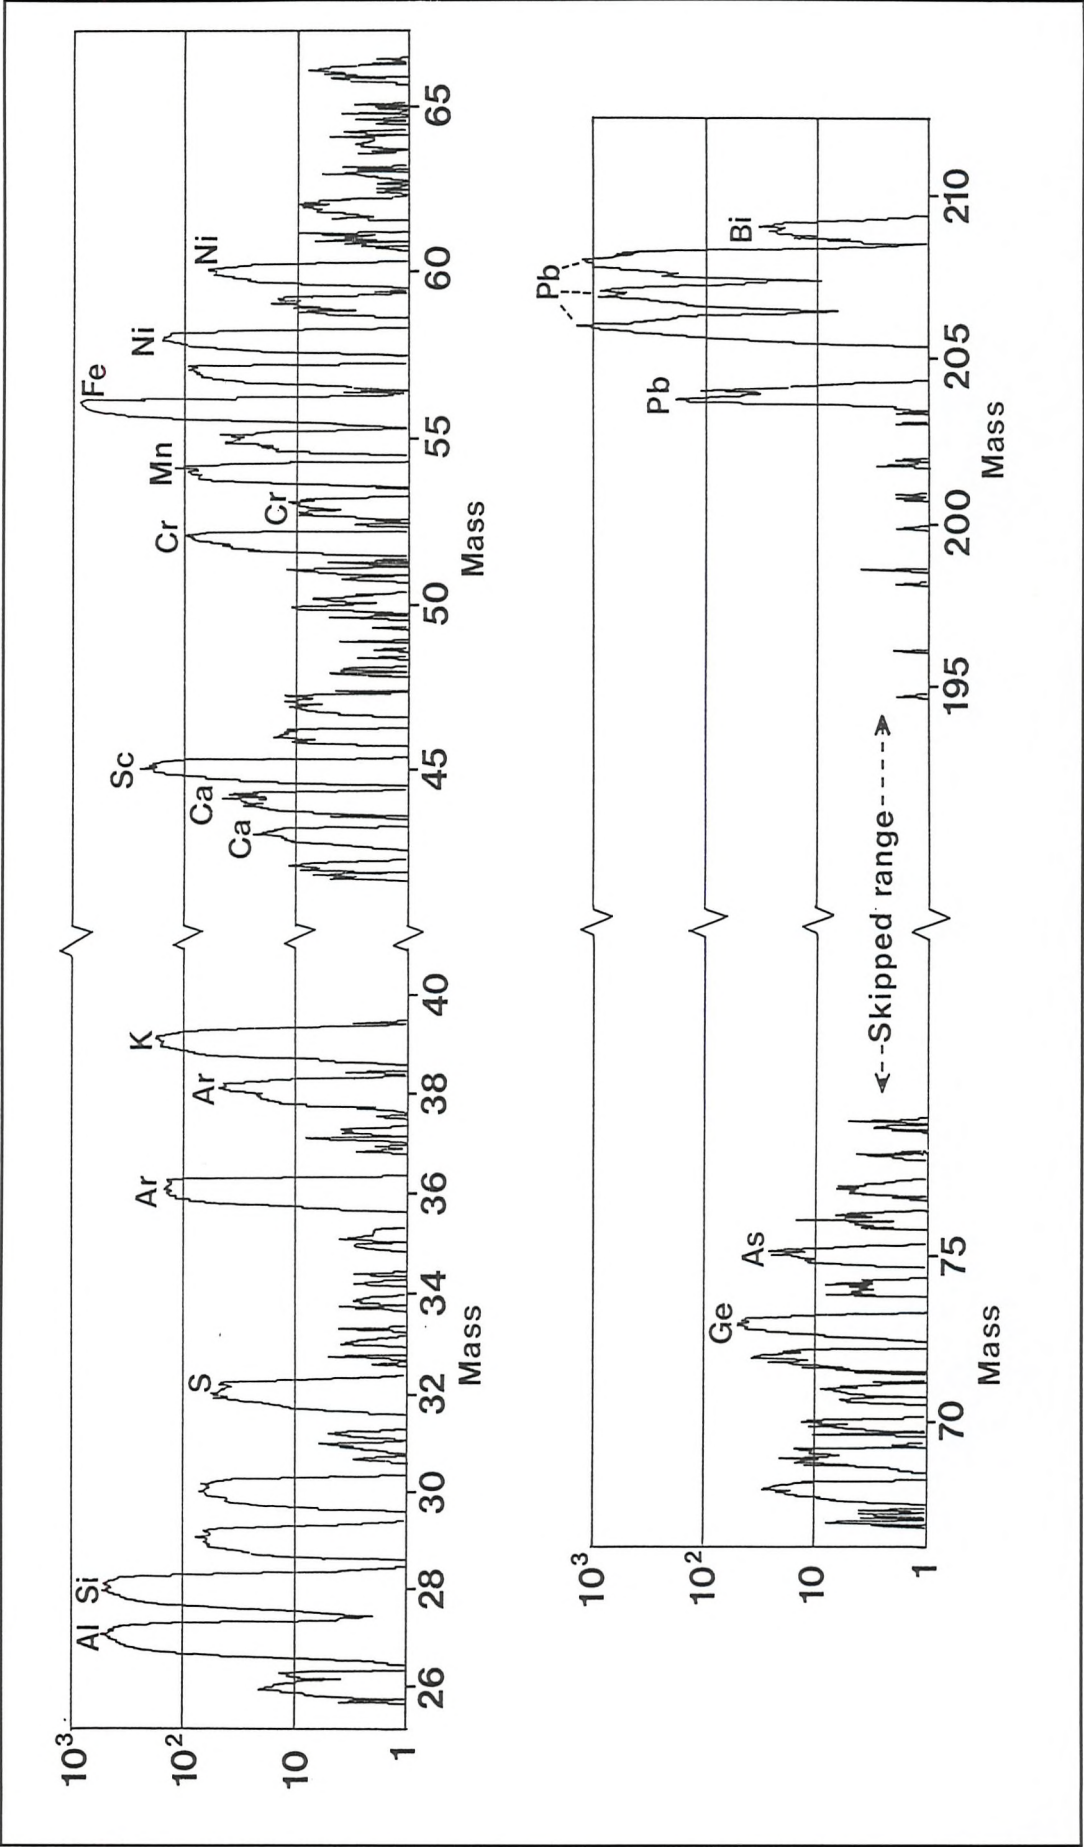 10³
10²
10
1
Al
Si
S
Ar
Ar
K
Ca
Ca
Sc
Cr
Cr
Mn
Fe
Ni
Ni
26 28 30 32 34 36 38 40 45 50 55 60 65
Mass Mass
10³
10²
10
1
Ge
As
Pb
Pb
Bi
<--Skipped range----->
70 75 195 200 205 210
Mass Mass